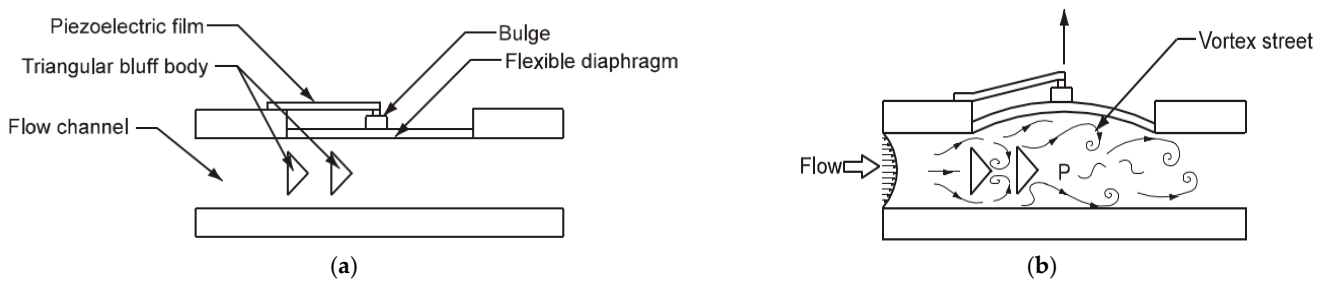 Piezoelectric film
Triangular bluff body
Flow channel
Bulge
Flexible diaphragm
(a)
Vortex street
Flow
P
(b)